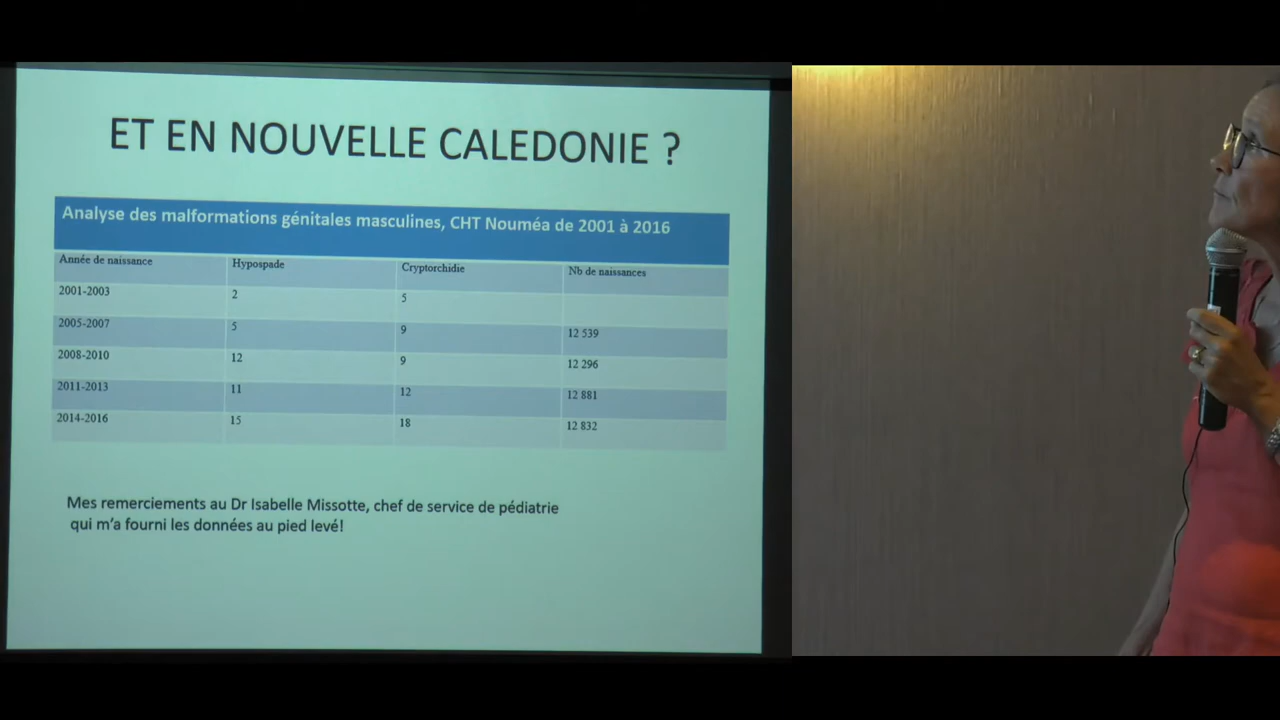 ET EN NOUVELLE CALEDONIE ?
Analyse des malformations génitales masculines, CHT Nouméa de 2001 à 2016
Année de naissance Hypospade Cryptorchidie Nb de naissances
2001-2003 2 5
2005-2007 5 9 12 539
2008-2010 12 9 12 296
2011-2013 11 12 12 881
2014-2016 15 18 12 832
Mes remerciements au Dr Isabelle Missotte, chef de service de pédiatrie
qui m'a fourni les données au pied levé!